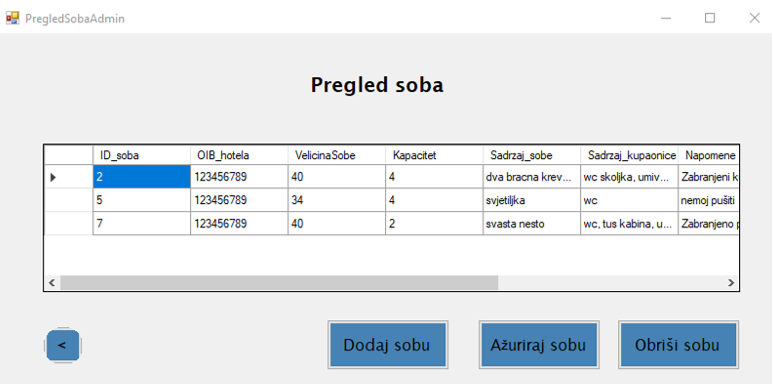 PregledSobaAdmin
Pregled soba
ID_soba OIB_hotela VelicinaSobe Kapacitet Sadrzaj_sobe Sadrzaj_kupaonice Napomene
2 123456789 40 4 dva bracna krev... wc skoljka, umiv... Zabranjeni
5 123456789 34 4 svjetiljka wc nemoj pušiti
7 123456789 40 2 svasta nesto wc, tus kabina, u... Zabranjeno
< Dodaj sobu Ažuriraj sobu Obriši sobu